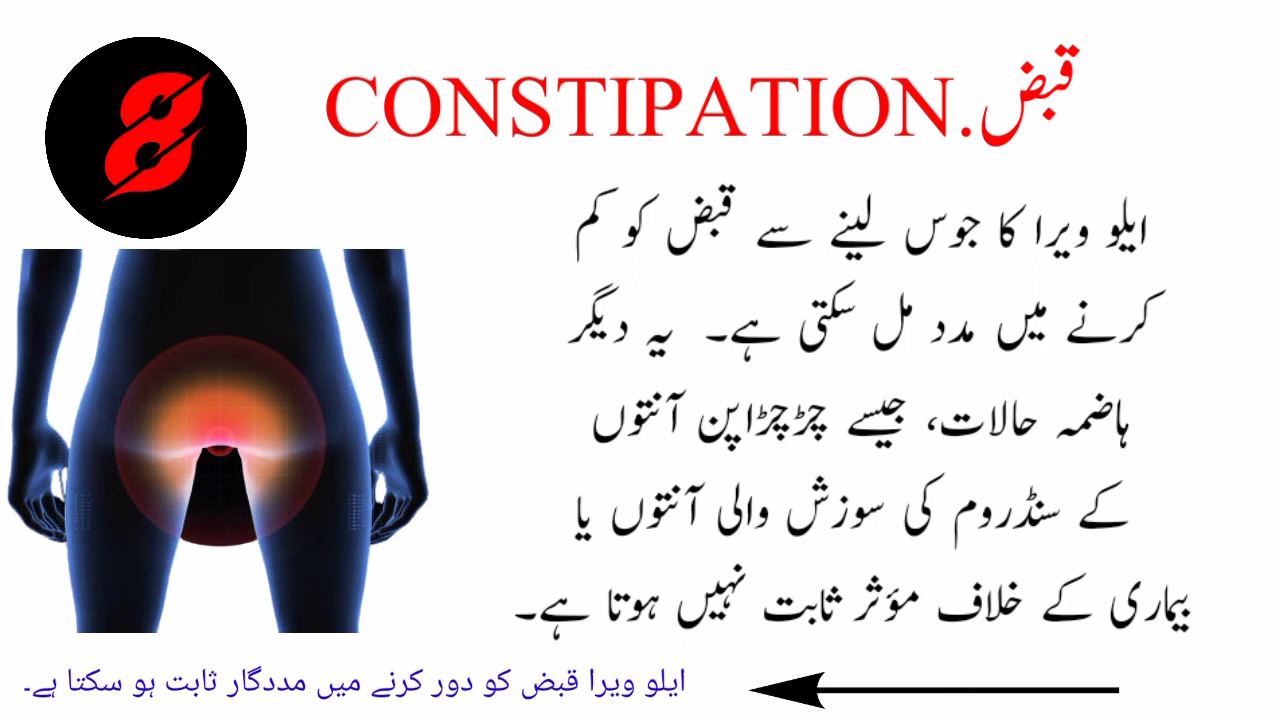 CONSTIPATION.قبض
ایلو ویرا کا جوس لینے سے قبض کو کم
کرنے میں مدد مل سکتی ہے۔ یہ دیگر
ہاضمہ حالات، جیسے چڑچڑاپن آنتوں
کے سنڈروم کی سوزش والی آنتوں یا
بیماری کے خلاف مؤثر ثابت نہیں ہوتا ہے۔
ایلو ویرا قبض کو دور کرنے میں مددگار ثابت ہو سکتا ہے۔